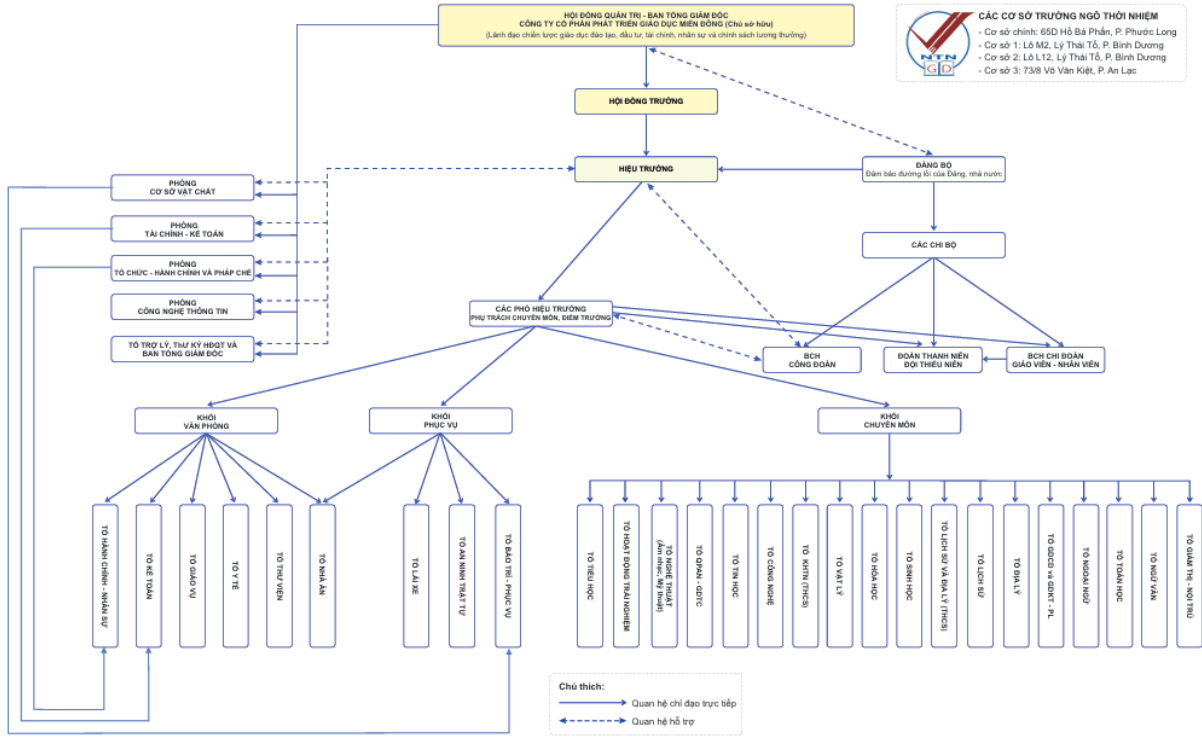 HỘI ĐỒNG QUẢN TRỊ - BAN TỔNG GIÁM ĐỐC
CÔNG TY CỔ PHẦN PHÁT TRIỂN GIÁO DỤC MIỀN ĐÔNG (Chủ sở hữu)
(Lãnh đạo chiến lược giáo dục đào tạo, đầu tư, tài chính, nhân sự và chính sách lương thưởng)
NTN
GD
CÁC CƠ SỞ TRƯỜNG NGÔ THỜI NHIỆM
- Cơ sở chính: 65D Hồ Bá Phấn, P. Phước Long
- Cơ sở 1: Lô M2, Lý Thái Tổ, P. Bình Dương
- Cơ sở 2: Lô L12, Lý Thái Tổ, P. Bình Dương
- Cơ sở 3: 73/8 Võ Văn Kiệt, P. An Lạc
HỘI ĐỒNG TRƯỜNG
HIỆU TRƯỞNG
ĐẢNG BỘ
Đảm bảo đường lối của Đảng, nhà nước
PHÒNG
CƠ SỞ VẬT CHẤT
PHÒNG
TÀI CHÍNH - KẾ TOÁN
PHÒNG
TỔ CHỨC - HÀNH CHÍNH VÀ PHÁP CHẾ
PHÒNG
CÔNG NGHỆ THÔNG TIN
TỔ TRỢ LÝ, THƯ KÝ HĐQT VÀ
BAN TỔNG GIÁM ĐỐC
CÁC CHI BỘ
CÁC PHÓ HIỆU TRƯỞNG
PHỤ TRÁCH CHUYÊN MÔN, ĐIỂM TRƯỜNG
BCH
CÔNG ĐOÀN
ĐOÀN THANH NIÊN
ĐỘI THIẾU NIÊN
BCH CHI ĐOÀN
GIÁO VIÊN - NHÂN VIÊN
KHỐI
VĂN PHÒNG
KHỐI
PHỤC VỤ
KHỐI
CHUYÊN MÔN
TỔ HÀNH CHÍNH - NHÂN SỰ
TỔ KẾ TOÁN
TỔ GIÁO VỤ
TỔ Y TẾ
TỔ THƯ VIỆN
TỔ NHÀ ĂN
TỔ LÁI XE
TỔ AN NINH TRẬT TỰ
TỔ BẢO TRÌ - PHỤC VỤ
TỔ TIỂU HỌC
TỔ HOẠT ĐỘNG TRẢI NGHIỆM
TỔ NGHỆ THUẬT
(Âm nhạc, Mỹ thuật)
TỔ QPAN - GDTC
TỔ TIN HỌC
TỔ CÔNG NGHỆ
TỔ KHTN (THCS)
TỔ VẬT LÝ
TỔ HÓA HỌC
TỔ SINH HỌC
TỔ LỊCH SỬ VÀ ĐỊA LÝ (THCS)
TỔ LỊCH SỬ
TỔ ĐỊA LÝ
TỔ GDCD và GDKT - PL
TỔ NGOẠI NGỮ
TỔ TOÁN HỌC
TỔ NGỮ VĂN
TỔ GIÁM THỊ - NỘI TRÚ
Chú thích:
Quan hệ chỉ đạo trực tiếp
Quan hệ hỗ trợ